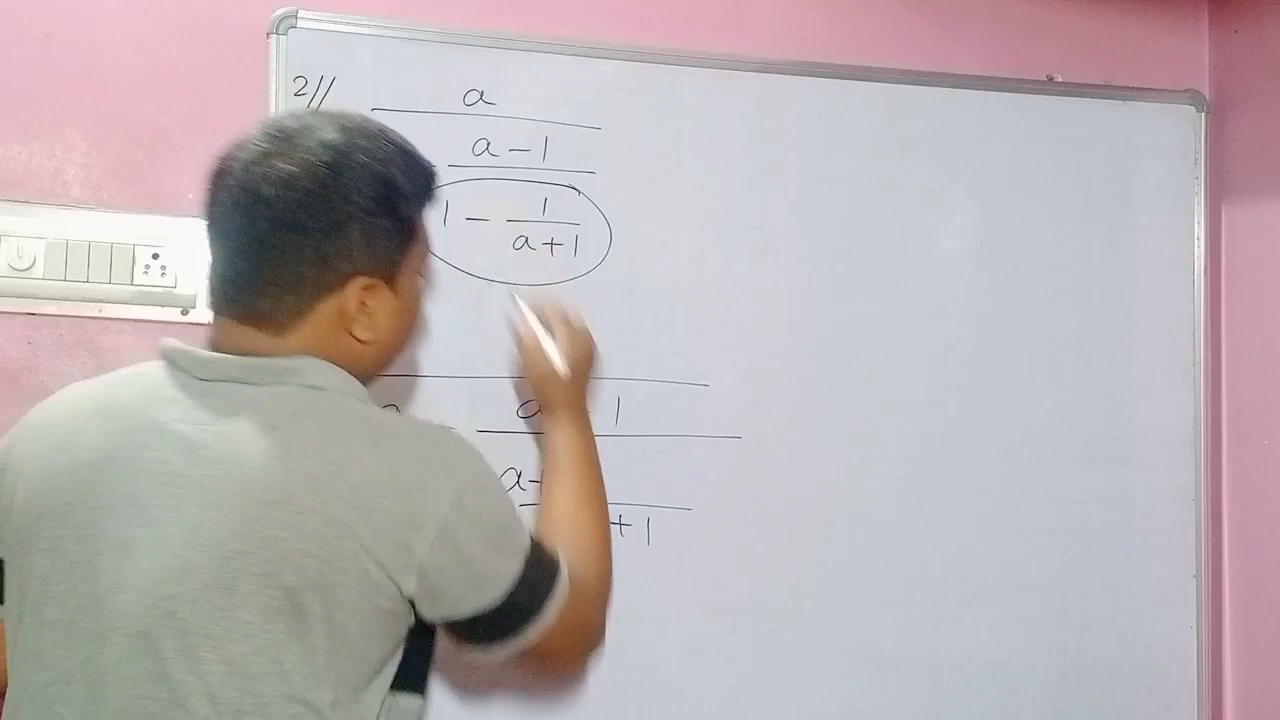 2//
a
a - 1
1 - 1
a + 1
a - 1
a +
+ 1